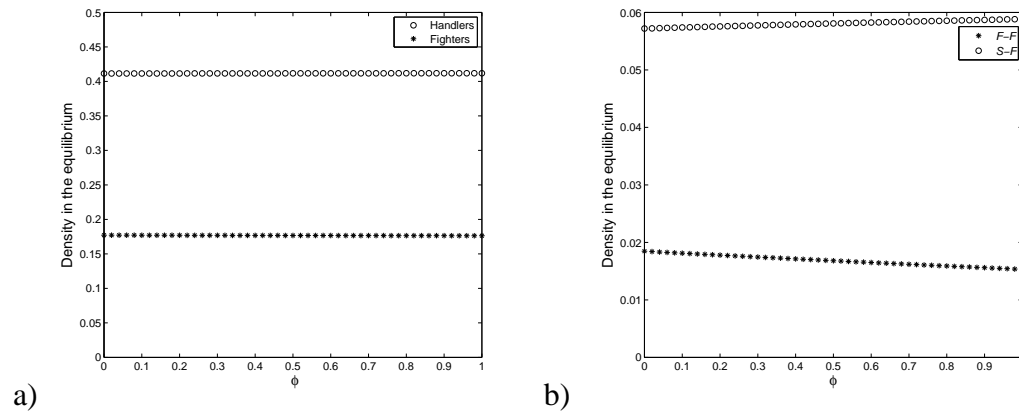 0.5
0.45
0.4
0.35
0.3
0.25
0.2
0.15
0.1
0.05
0
Density in the equilibrium
Handlers
Fighters
0 0.1 0.2 0.3 0.4 0.5 0.6 0.7 0.8 0.9 1
ϕ
a)
0.06
0.05
0.04
0.03
0.02
0.01
0
Density in the equilibrium
F−F
S−F
0 0.1 0.2 0.3 0.4 0.5 0.6 0.7 0.8 0.9
ϕ
b)